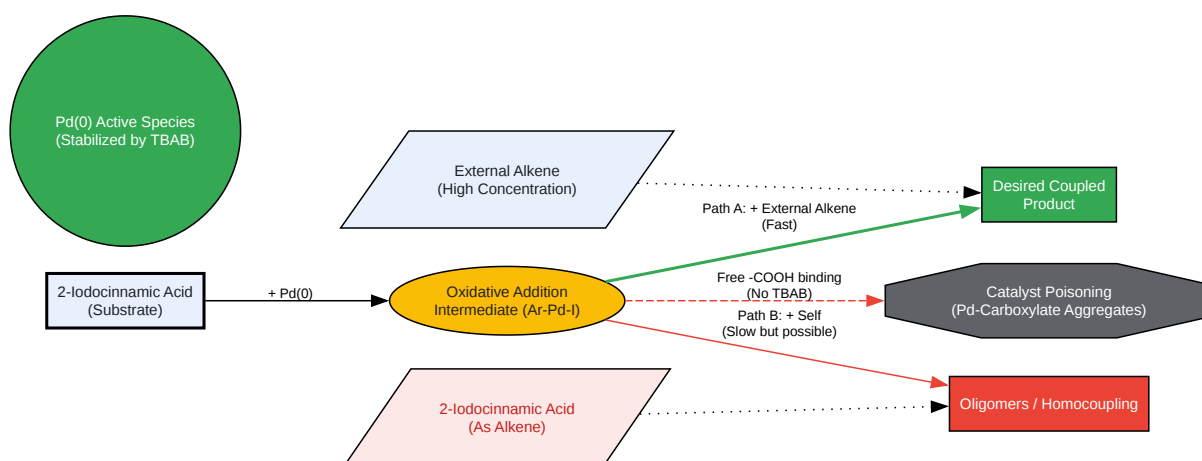 Pd(0) Active Species
(Stabilized by TBAB)
External Alkene
(High Concentration)
Desired Coupled
Product
Path A: + External Alkene
(Fast)
2-Iodocinnamic Acid
(Substrate)
+ Pd(0)
Oxidative Addition
Intermediate (Ar-Pd-I)
Free -COOH binding
(No TBAB)
Catalyst Poisoning
(Pd-Carboxylate Aggregates)
Path B: + Self
(Slow but possible)
2-Iodocinnamic Acid
(As Alkene)
Oligomers / Homocoupling